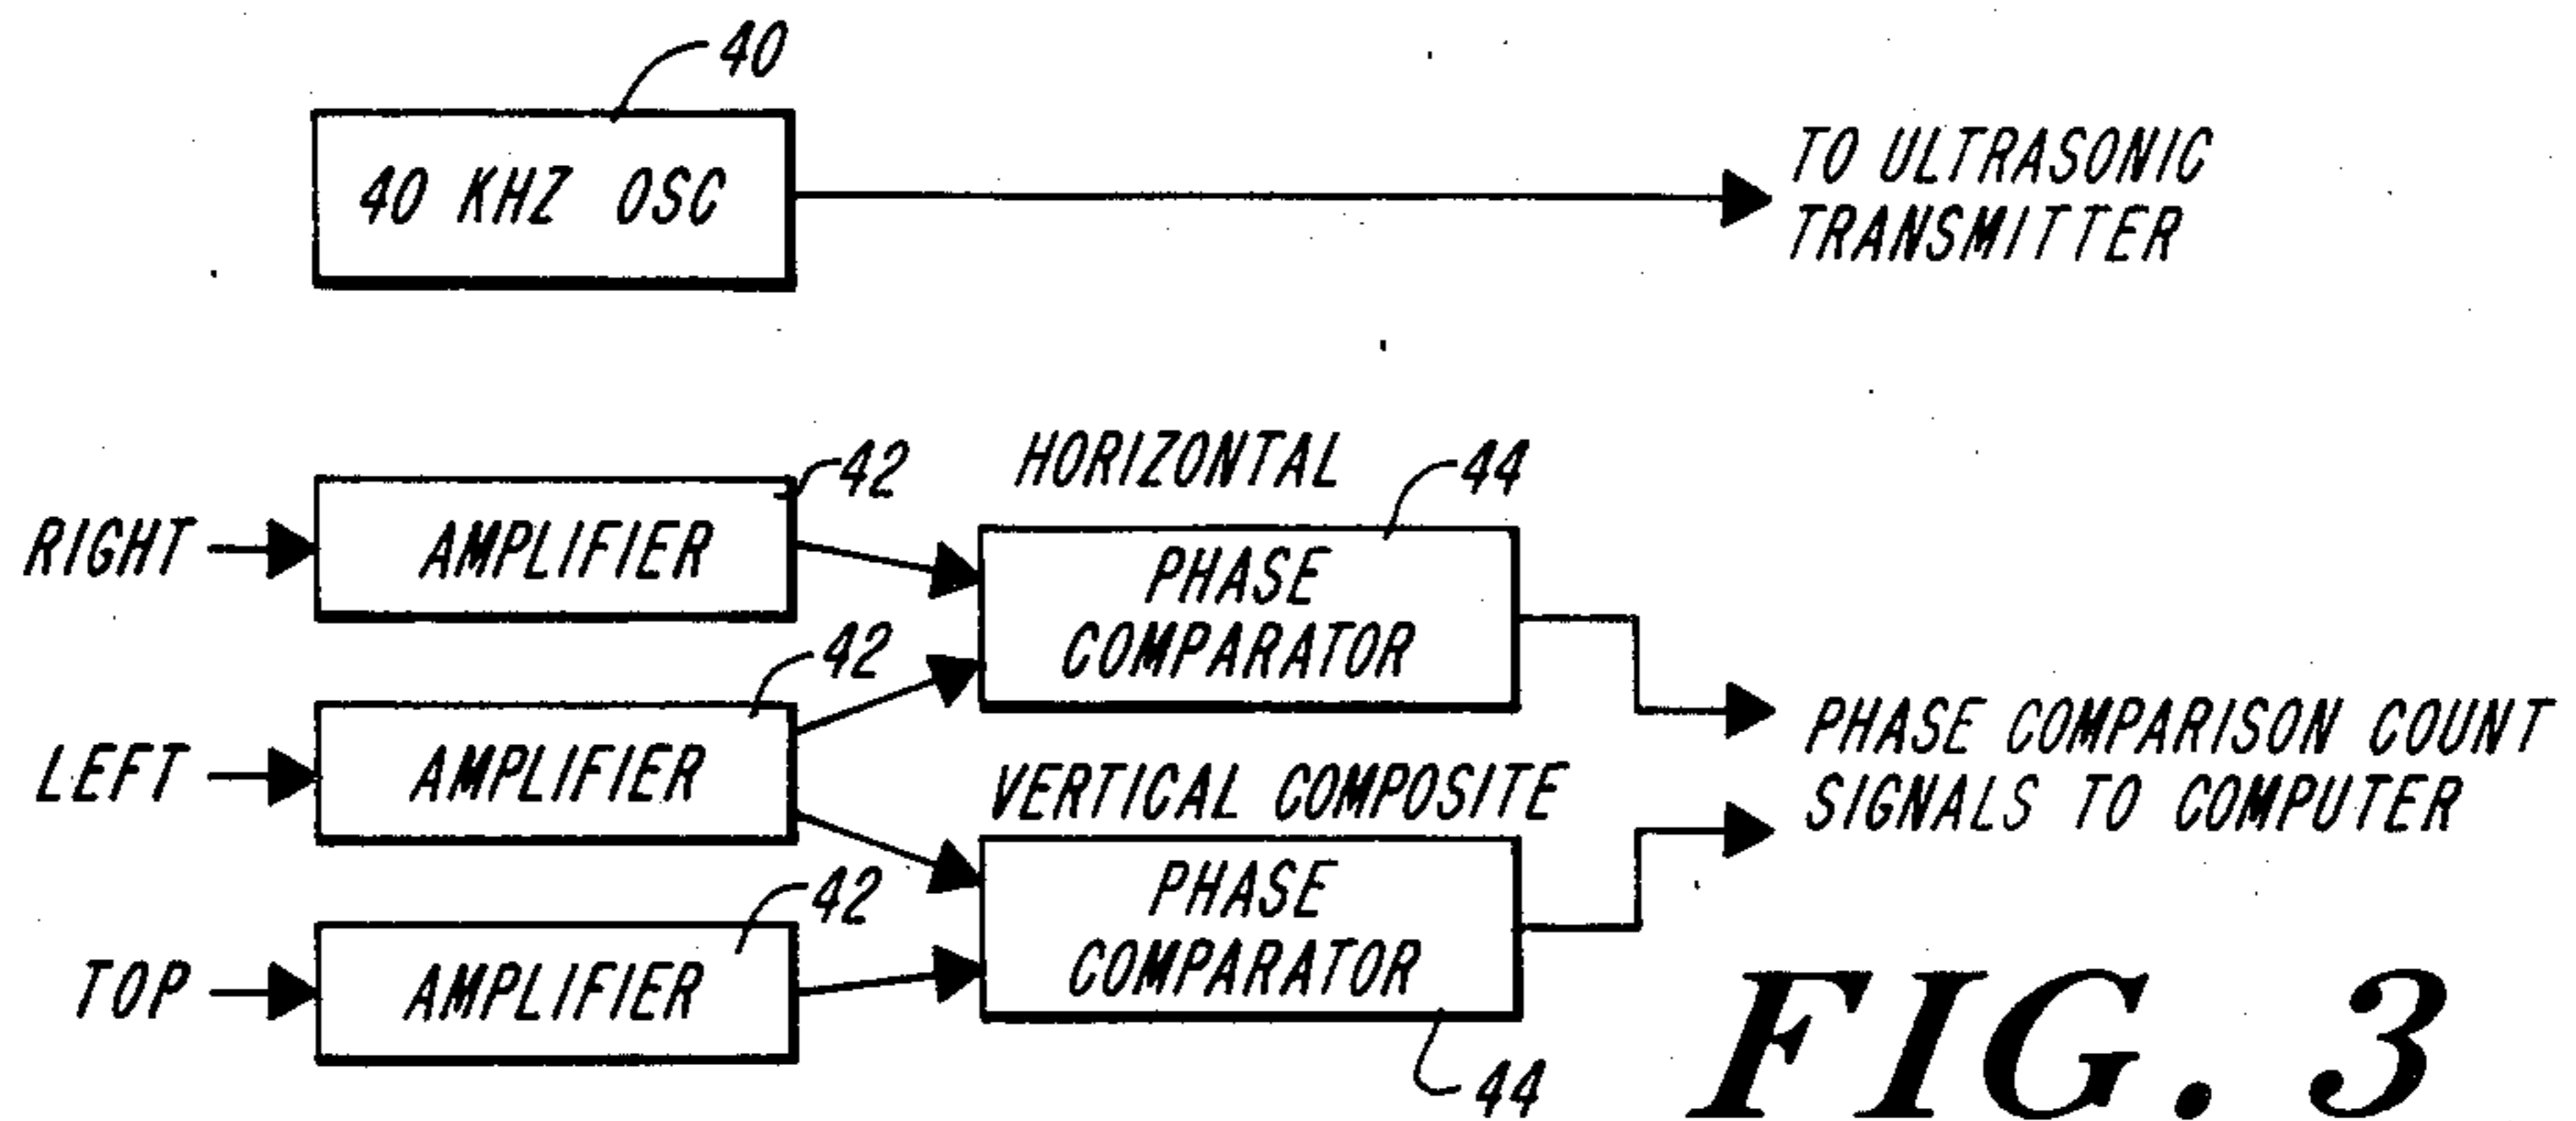 40
40 KHZ OSC
TO ULTRASONIC
TRANSMITTER
RIGHT
AMPLIFIER
42
HORIZONTAL
44
PHASE
COMPARATOR
LEFT
AMPLIFIER
42
PHASE COMPARISON COUNT
SIGNALS TO COMPUTER
VERTICAL COMPOSITE
PHASE
COMPARATOR
44
TOP
AMPLIFIER
42
FIG. 3